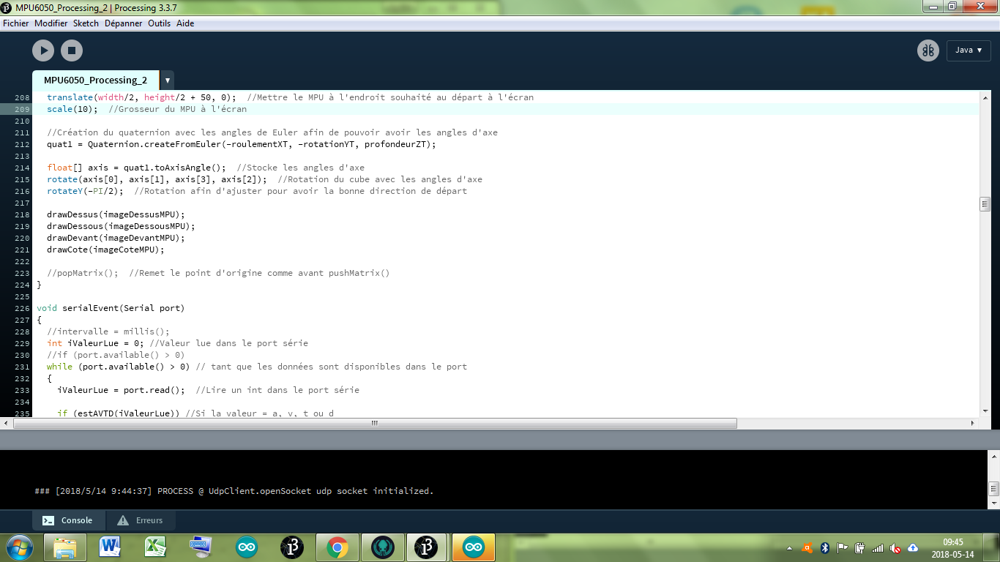 MPU6050_Processing_2 | Processing 3.3.7
Fichier Modifier Sketch Dépanner Outils Aide
Java ▼
MPU6050_Processing_2 ▼
208 translate(width/2, height/2 + 50, 0);  //Mettre le MPU à l'endroit souhaité au départ à l'écran
209 scale(10);  //Grosseur du MPU à l'écran
210
211 //Création du quaternion avec les angles de Euler afin de pouvoir avoir les angles d'axe
212 quat1 = Quaternion.createFromEuler(-roulementXT, -rotationYT, profondeurZT);
213
214 float[] axis = quat1.toAxisAngle();  //Stocke les angles d'axe
215 rotate(axis[0], axis[1], axis[3], axis[2]);  //Rotation du cube avec les angles d'axe
216 rotateY(-PI/2);  //Rotation afin d'ajuster pour avoir la bonne direction de départ
217
218 drawDessus(imageDessusMPU);
219 drawDessous(imageDessousMPU);
220 drawDevant(imageDevantMPU);
221 drawCote(imageCoteMPU);
222
223 //popMatrix();  //Remet le point d'origine comme avant pushMatrix()
224 }
225
226 void serialEvent(Serial port)
227 {
228 //intervalle = millis();
229 int iValeurLue = 0; //Valeur lue dans le port série
230 //if (port.available() > 0)
231 while (port.available() > 0) // tant que les données sont disponibles dans le port
232 {
233 iValeurLue = port.read();  //Lire un int dans le port série
234
235 if (estAVTD(iValeurLue)) //Si la valeur = a, v, t ou d
### [2018/5/14 9:44:37] PROCESS @ UdpClient.openSocket udp socket initialized.
Console Erreurs
09:45
2018-05-14